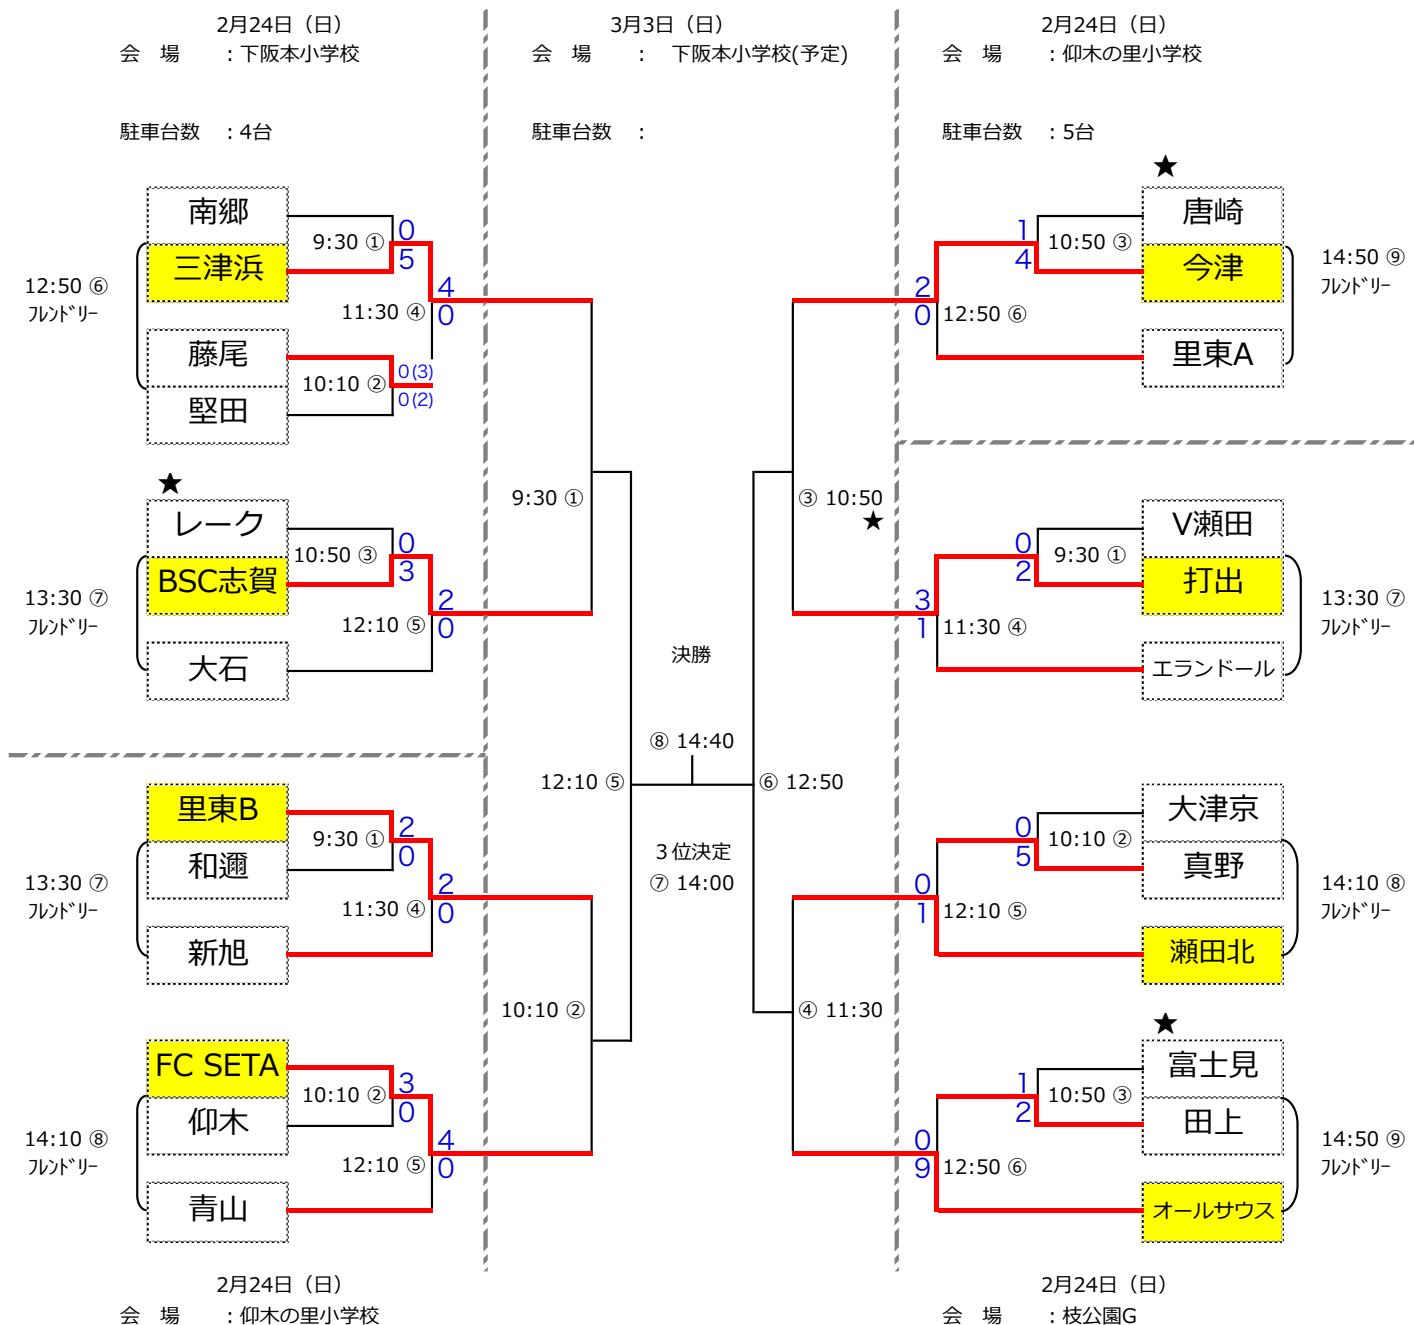 2月24日（日）
会　場　：下阪本小学校
駐車台数　：4台
3月3日（日）
会　場　：　下阪本小学校(予定)
駐車台数　：
2月24日（日）
会　場　：仰木の里小学校
駐車台数　：5台
南郷
三津浜
9:30 ①
0
5
12:50 ⑥
ﾌﾚﾝﾄﾞﾘｰ
11:30 ④
4
0
藤尾
堅田
10:10 ②
0(3)
0(2)
★
レーク
BSC志賀
10:50 ③
0
3
13:30 ⑦
ﾌﾚﾝﾄﾞﾘｰ
12:10 ⑤
2
0
大石
里東B
和邇
9:30 ①
2
0
13:30 ⑦
ﾌﾚﾝﾄﾞﾘｰ
11:30 ④
2
0
新旭
FC SETA
仰木
10:10 ②
3
0
14:10 ⑧
ﾌﾚﾝﾄﾞﾘｰ
12:10 ⑤
4
0
青山
2月24日（日）
会　場　：仰木の里小学校
9:30 ①
③ 10:50
★
決勝
⑧ 14:40
12:10 ⑤
⑥ 12:50
３位決定
⑦ 14:00
10:10 ②
④ 11:30
★
唐崎
今津
1
4
10:50 ③
14:50 ⑨
ﾌﾚﾝﾄﾞﾘｰ
2
0
12:50 ⑥
里東A
V瀬田
打出
0
2
9:30 ①
13:30 ⑦
ﾌﾚﾝﾄﾞﾘｰ
3
1
11:30 ④
エランドール
大津京
真野
0
5
10:10 ②
14:10 ⑧
ﾌﾚﾝﾄﾞﾘｰ
0
1
12:10 ⑤
瀬田北
★
富士見
田上
1
2
10:50 ③
14:50 ⑨
ﾌﾚﾝﾄﾞﾘｰ
0
9
12:50 ⑥
オールサウス
2月24日（日）
会　場　：枝公園G